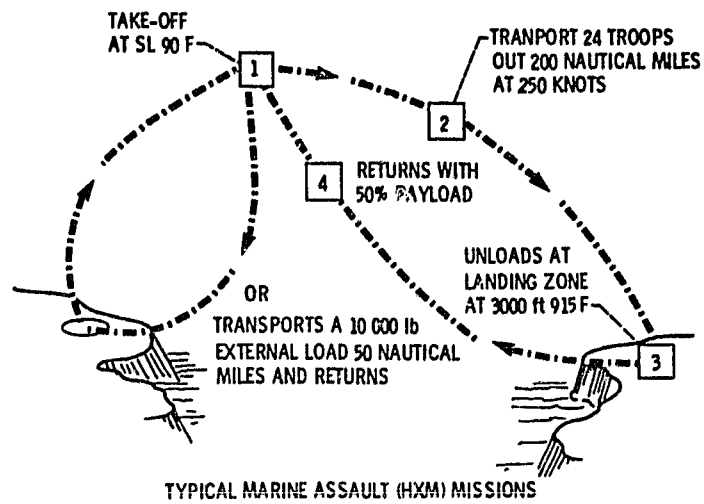 TAKE-OFF
AT SL 90 F
1
TRANPORT 24 TROOPS
OUT 200 NAUTICAL MILES
AT 250 KNOTS
2
4
RETURNS WITH
50% PAYLOAD
UNLOADS AT
LANDING ZONE
AT 3000 ft 915 F
3
OR
TRANSPORTS A 10 000 lb
EXTERNAL LOAD 50 NAUTICAL
MILES AND RETURNS
TYPICAL MARINE ASSAULT (HXM) MISSIONS